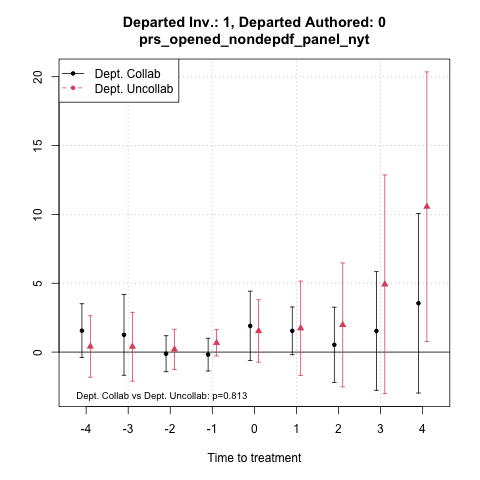 Departed Inv.: 1, Departed Authored: 0
prs_opened_nondepdf_panel_nyt
Dept. Collab
Dept. Uncollab
20
15
10
5
0
Dept. Collab vs Dept. Uncollab: p=0.813
-4 -3 -2 -1 0 1 2 3 4
Time to treatment